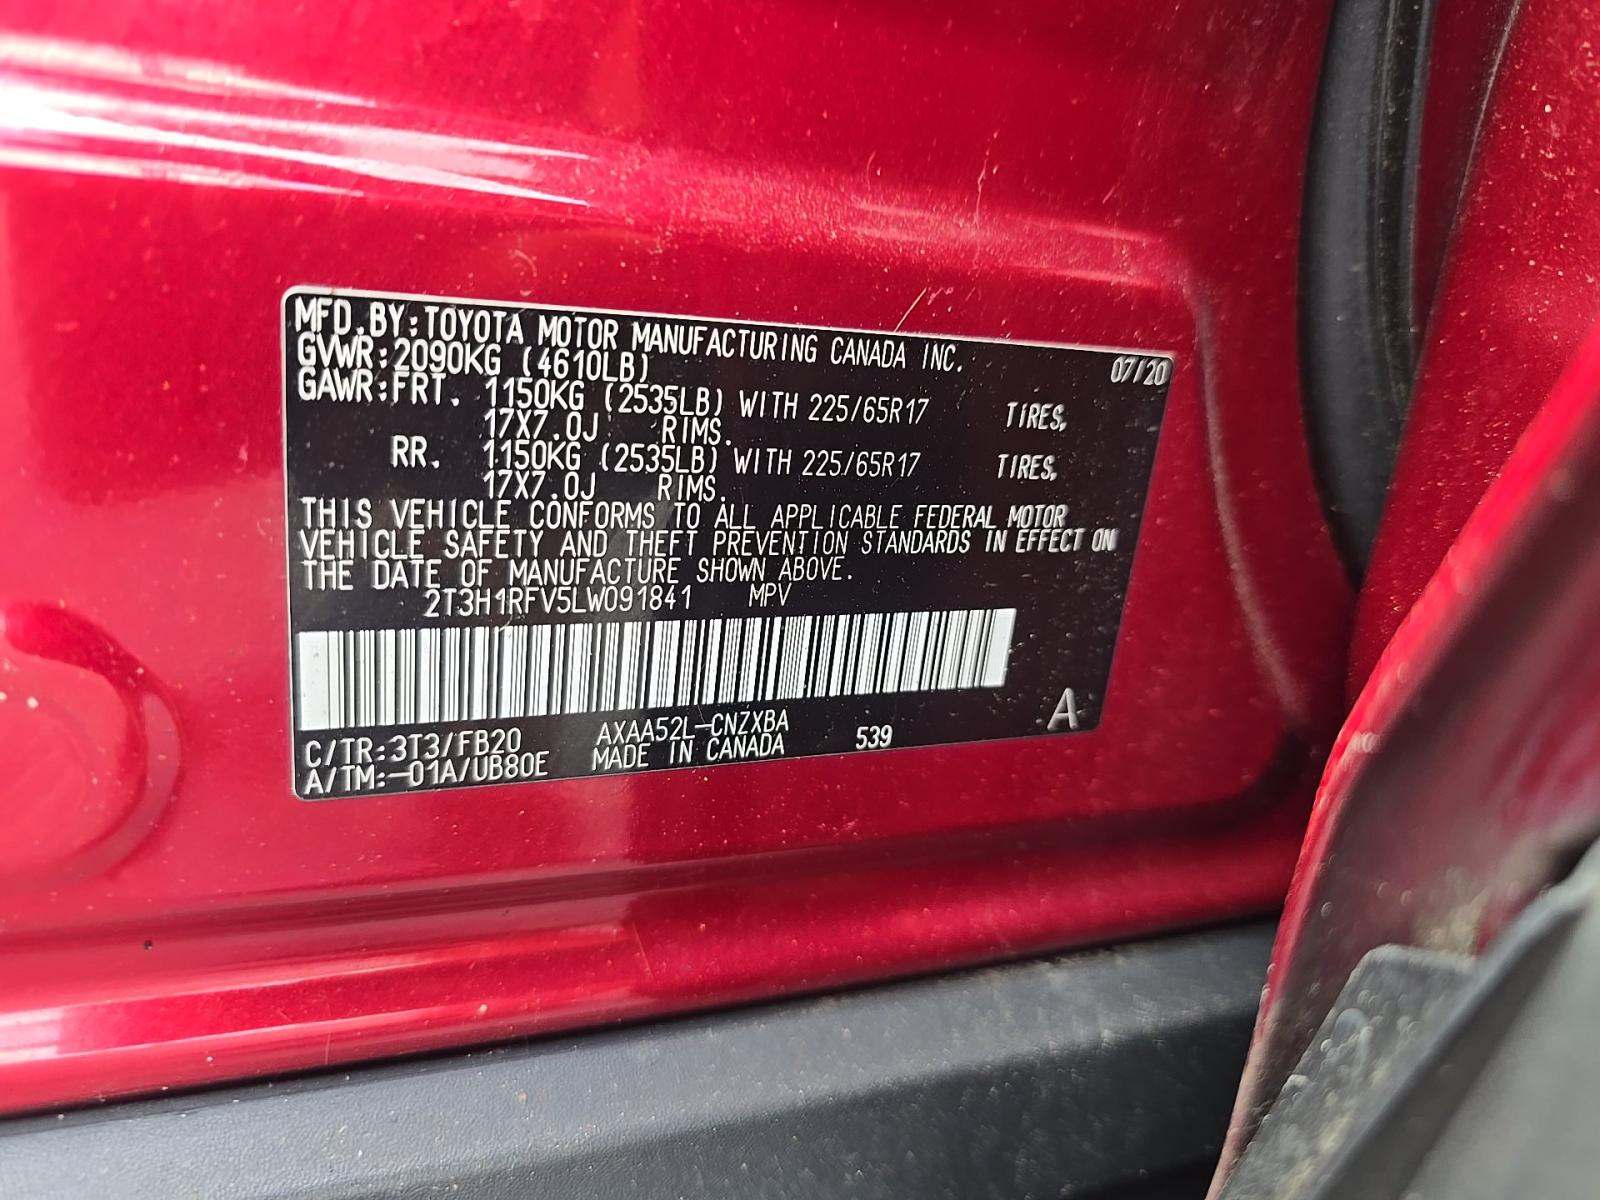 MFD.BY:TOYOTA MOTOR MANUFACTURING CANADA INC. 07/20
GVWR:2090KG (4610LB)
GAWR:FRT. 1150KG (2535LB) WITH 225/65R17 TIRES,
17X7.0J RIMS.
RR. 1150KG (2535LB) WITH 225/65R17 TIRES,
17X7.0J RIMS.
THIS VEHICLE CONFORMS TO ALL APPLICABLE FEDERAL MOTOR
VEHICLE SAFETY AND THEFT PREVENTION STANDARDS IN EFFECT ON
THE DATE OF MANUFACTURE SHOWN ABOVE.
2T3H1RFV5LW091841 MPV
C/TR:3T3/FB20 AXAA52L-CNZXBA 539 A
A/TM:-01A/UB80E MADE IN CANADA